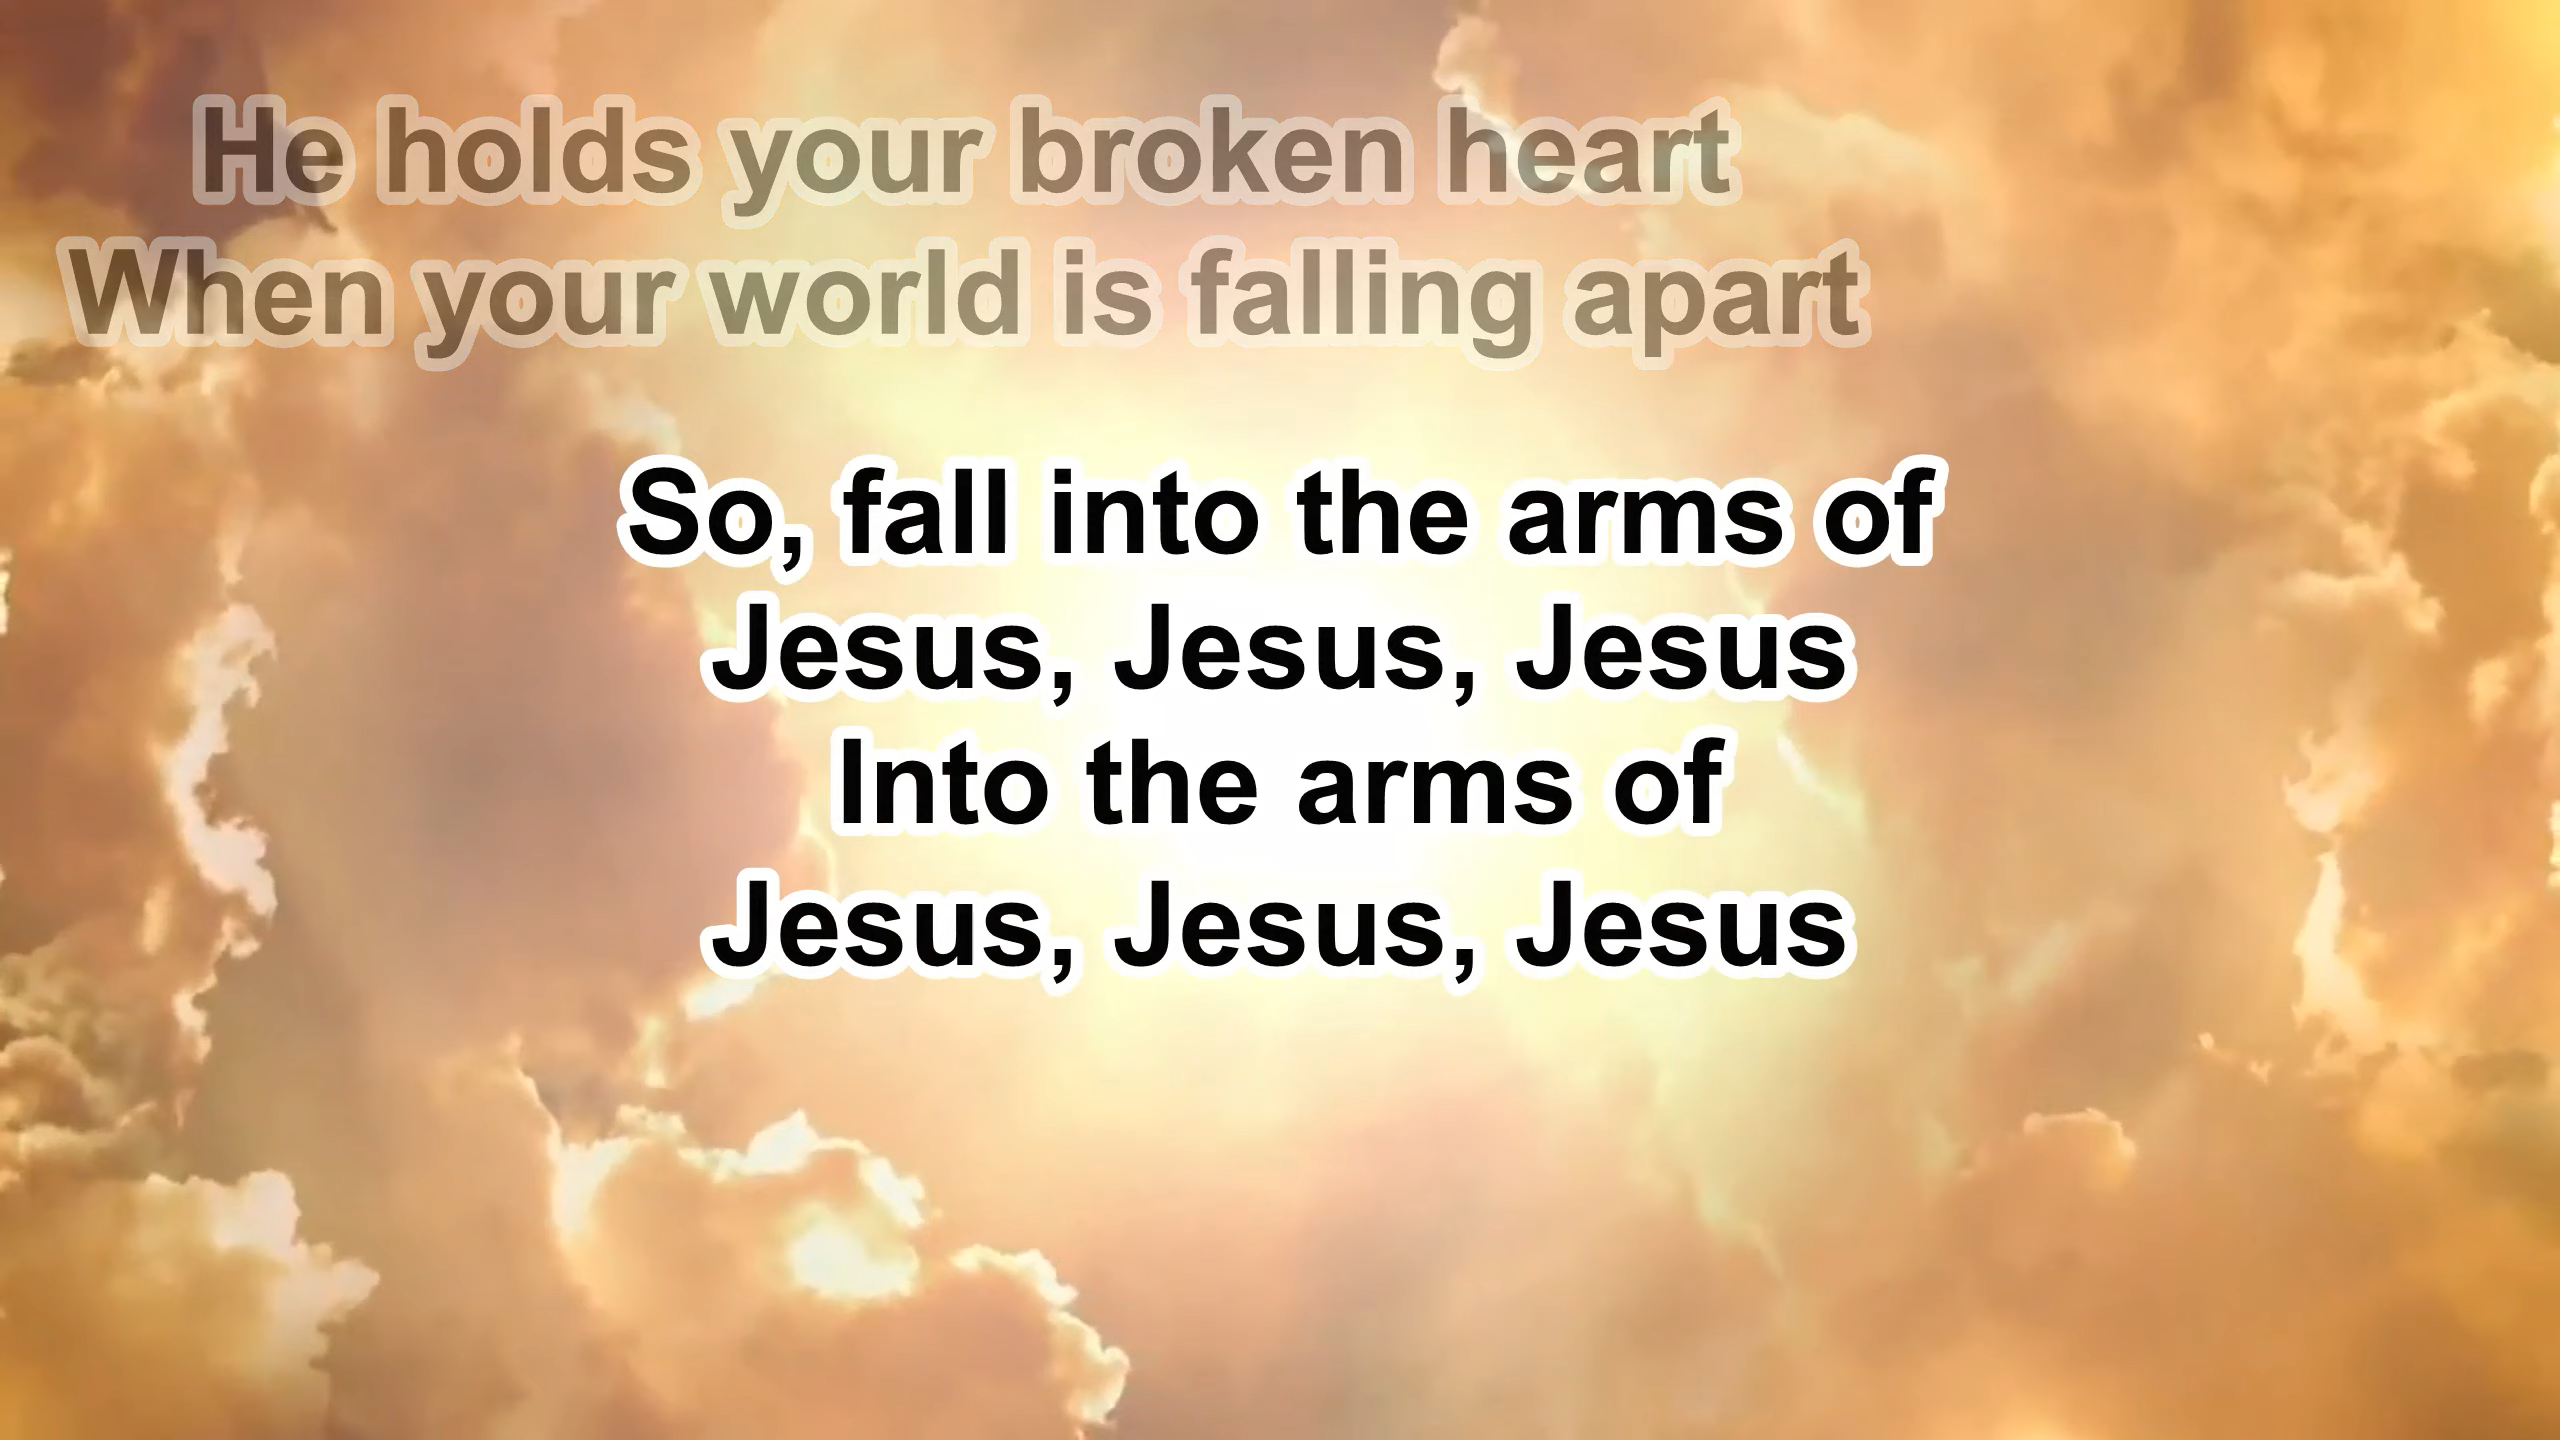 He holds your broken heart
When your world is falling apart
So, fall into the arms of
Jesus, Jesus, Jesus
Into the arms of
Jesus, Jesus, Jesus